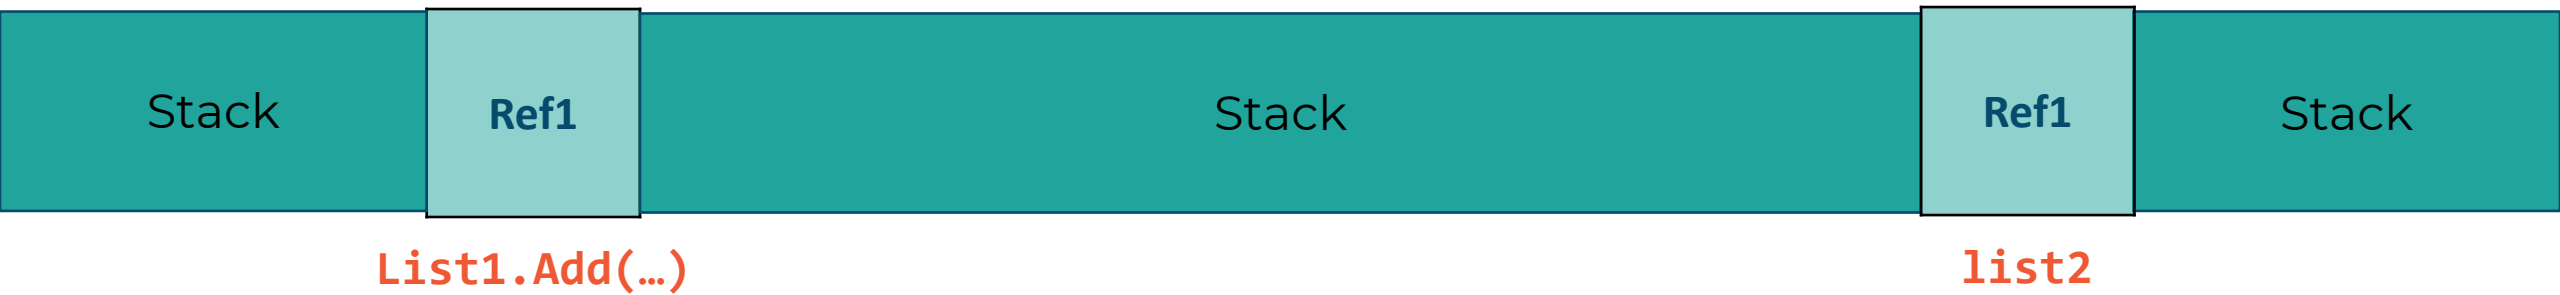 Stack Ref1 Stack Ref1 Stack
List1.Add(…) list2